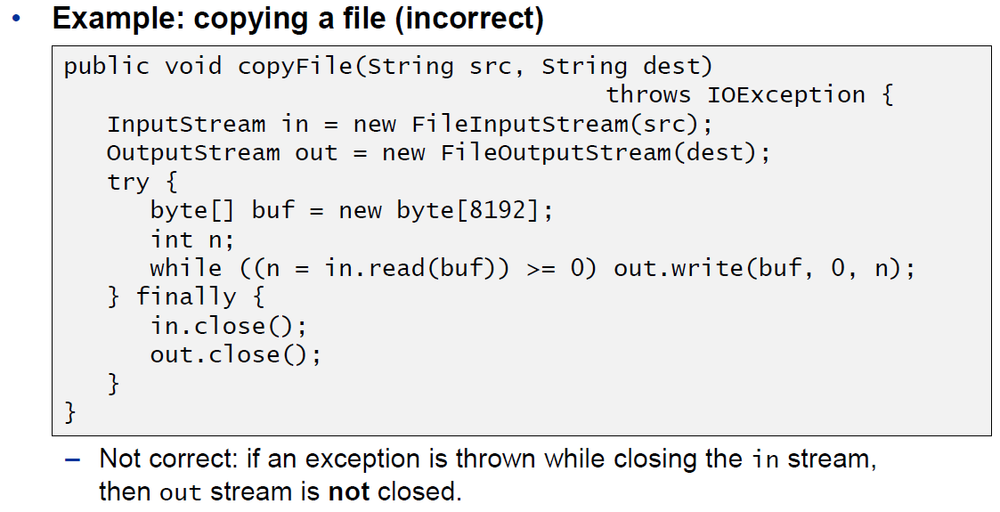 • Example: copying a file (incorrect)
public void copyFile(String src, String dest)
throws IOException {
InputStream in = new FileInputStream(src);
OutputStream out = new FileOutputStream(dest);
try {
byte[] buf = new byte[8192];
int n;
while ((n = in.read(buf)) >= 0) out.write(buf, 0, n);
} finally {
in.close();
out.close();
}
}
– Not correct: if an exception is thrown while closing the in stream,
then out stream is not closed.